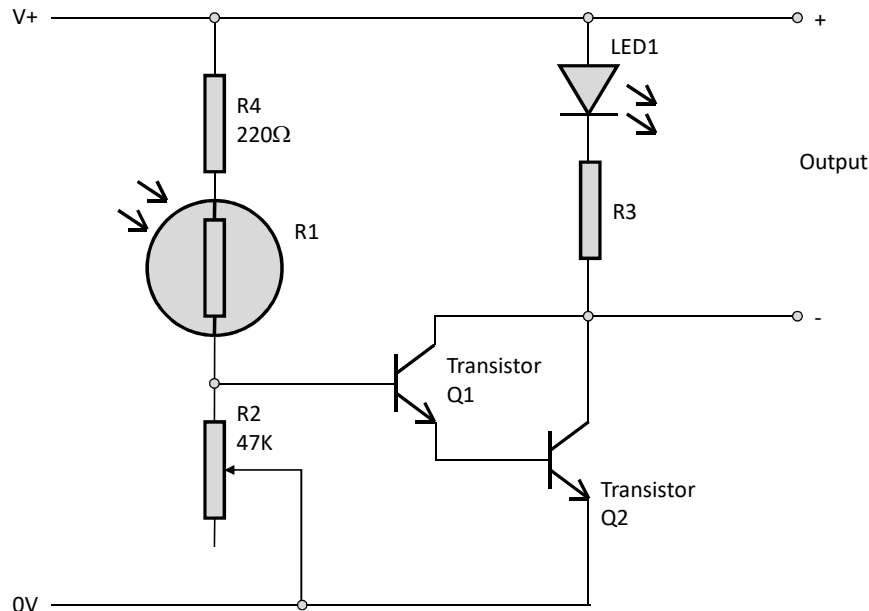 V+
+
LED1
R4
220Ω
Output
R1
R3
-
Transistor
Q1
R2
47K
Transistor
Q2
0V